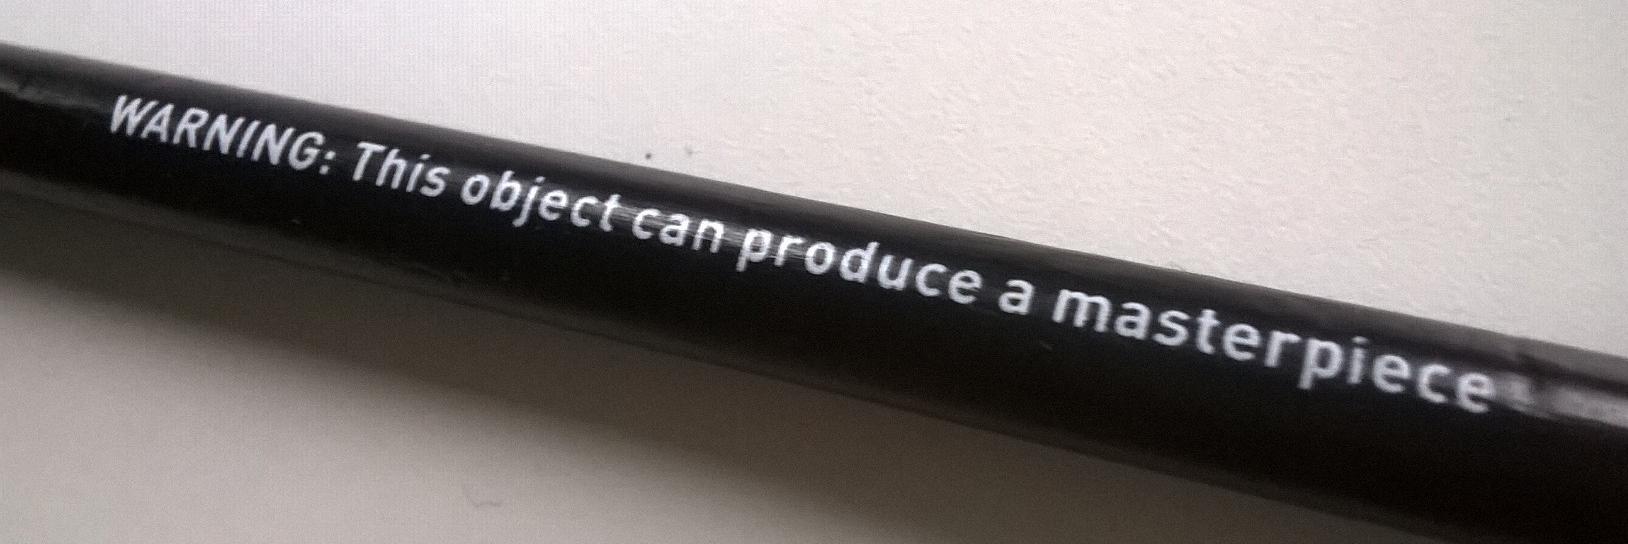 WARNING: This object can produce a masterpiece